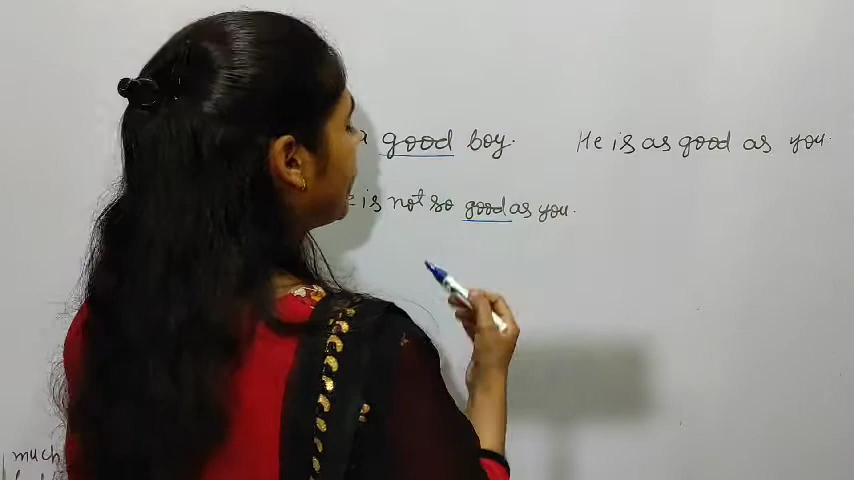 a good boy. He is as good as you.
is not so good as you.
much